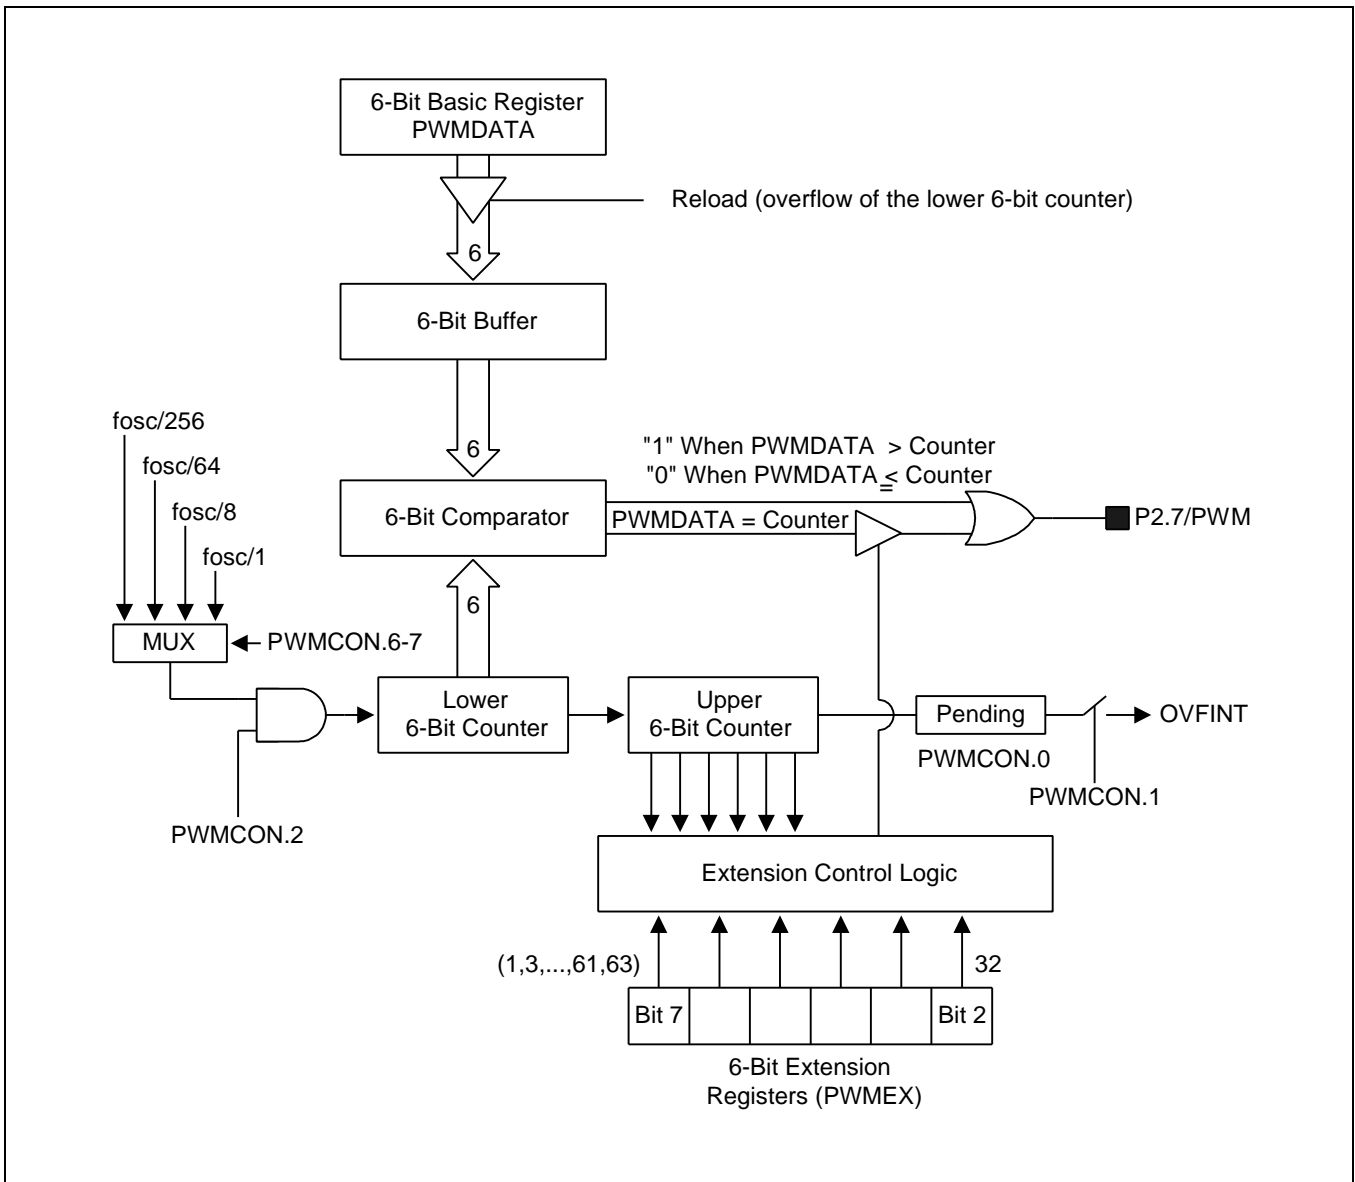 6-Bit Basic Register
PWMDATA
Reload (overflow of the lower 6-bit counter)
6
6-Bit Buffer
6
fosc/256
fosc/64
fosc/8
fosc/1
"1" When PWMDATA > Counter
"0" When PWMDATA ≦ Counter
6-Bit Comparator
PWMDATA = Counter
P2.7/PWM
6
MUX
PWMCON.6-7
Lower
6-Bit Counter
Upper
6-Bit Counter
Pending
OVFINT
PWMCON.0
PWMCON.1
PWMCON.2
Extension Control Logic
(1,3,...,61,63)
32
Bit 7
Bit 2
6-Bit Extension
Registers (PWMEX)